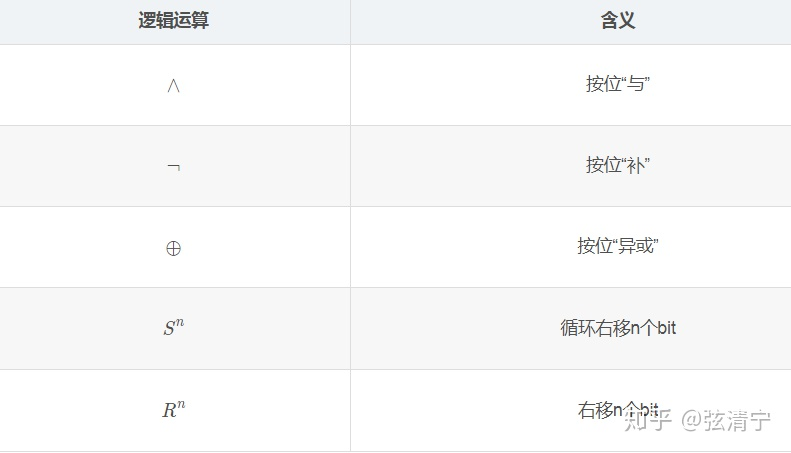 逻辑运算 含义
∧ 按位“与”
¬ 按位“补”
⊕ 按位“异或”
Sⁿ 循环右移n个bit
Rⁿ 右移n个bit
知乎 @弦清宁